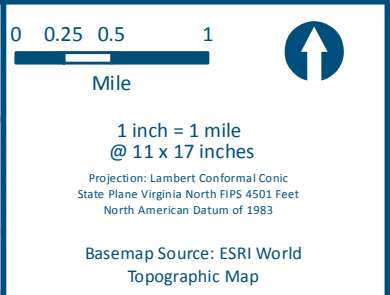 0 0.25 0.5 1
Mile
1 inch = 1 mile
@ 11 x 17 inches
Projection: Lambert Conformal Conic
State Plane Virginia North FIPS 4501 Feet
North American Datum of 1983
Basemap Source: ESRI World
Topographic Map